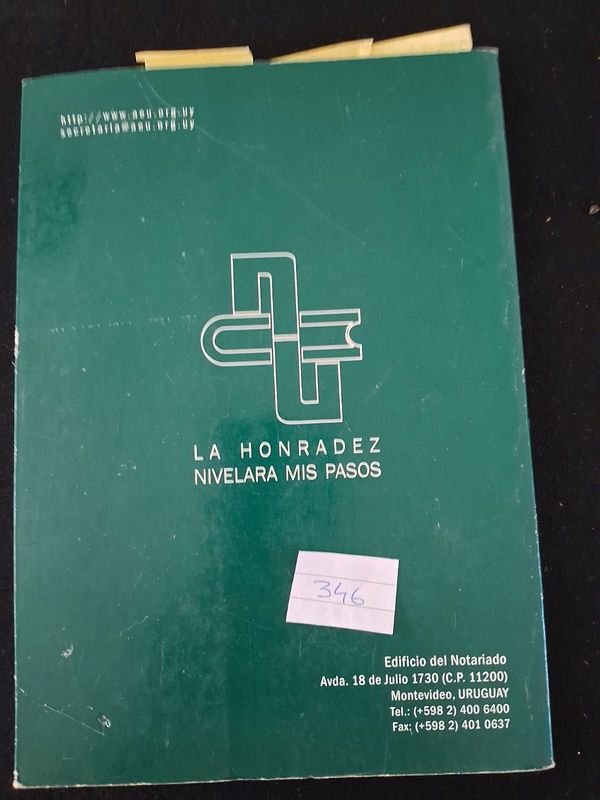 http://www.aeu.org.uy
secretaria@aeu.org.uy
LA HONRADEZ
NIVELARA MIS PASOS
346
Edificio del Notariado
Avda. 18 de Julio 1730 (C.P. 11200)
Montevideo, URUGUAY
Tel.: (+598 2) 400 6400
Fax: (+598 2) 401 0637